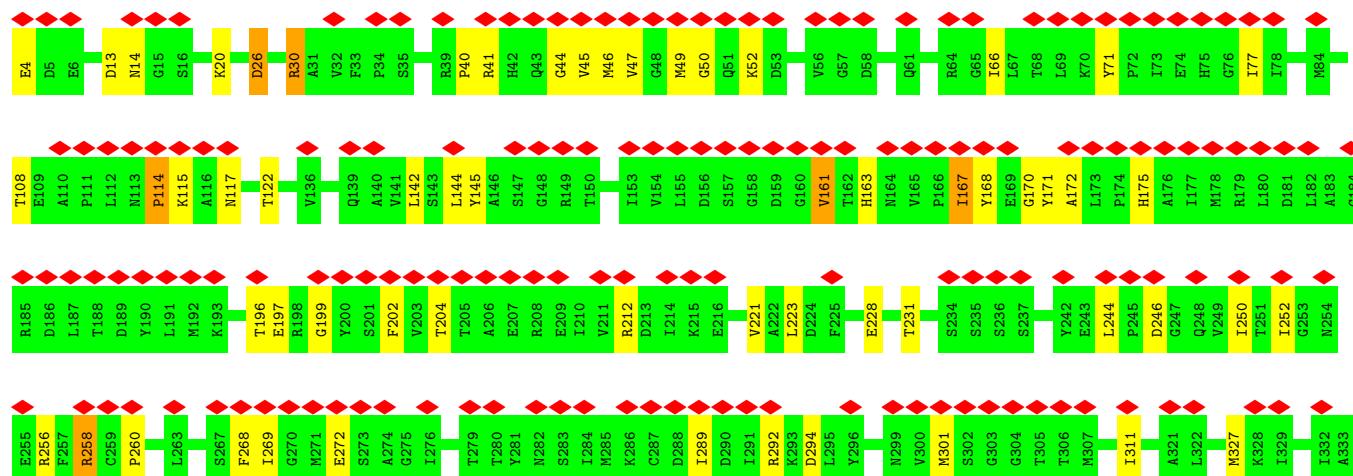 E4 D5 E6 D13 N14 G15 S16 K20 D26 R30 A31 V32 F33 P34 S35 R39 P40 R41 H42 Q43 G44 V45 M46 V47 G48 M49 G50 Q51 K52 D53 V56 G57 D58 Q61 R64 G65 I66 L67 T68 L69 K70 Y71 P72 I73 E74 H75 G76 I77 I78 M84
T108 E109 A110 P111 L112 N113 P114 K115 A116 N117 T122 V136 Q139 A140 V141 L142 S143 L144 Y145 A146 S147 G148 R149 T150 I153 V154 L155 D156 S157 G158 D159 G160 V161 T162 H163 N164 V165 P166 I167 Y168 E169 G170 Y171 A172 L173 P174 H175 A176 I177 M178 R179 L180 D181 L182 A183
R185 D186 L187 T188 D189 Y190 L191 M192 K193 T196 E197 R198 G199 Y200 S201 F202 V203 T204 T205 A206 E207 R208 E209 I210 V211 R212 D213 I214 K215 E216 V221 A222 L223 D224 F225 E228 T231 S234 S235 S236 S237 Y242 E243 L244 P245 D246 G247 Q248 V249 I250 T251 I252 G253 N254
E255 R256 F257 R258 C259 P260 L263 S267 F268 I269 G270 M271 E272 S273 A274 G275 I276 T279 T280 Y281 N282 S283 I284 M285 K286 C287 D288 I289 D290 I291 R292 K293 D294 L295 Y296 N299 V300 M301 S302 G303 G304 T305 T306 M307 I311 A321 L322 M327 K328 I329 I332 A333